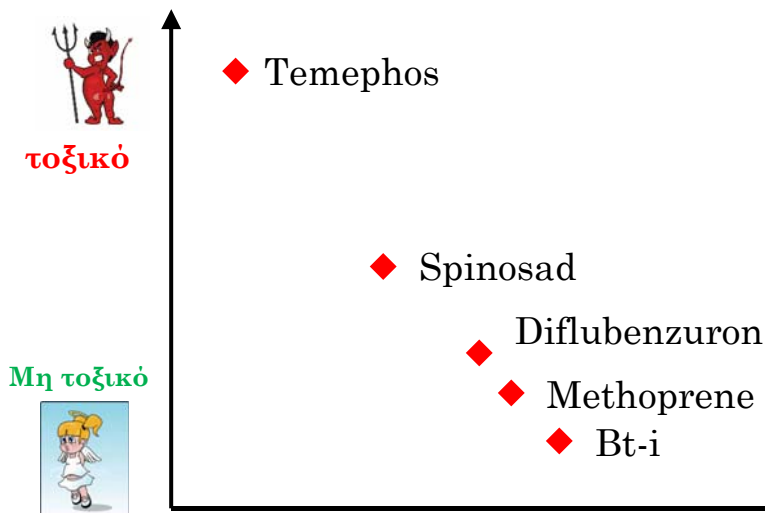 Temephos
τοξικό
Spinosad
Diflubenzuron
Μη τοξικό
Methoprene
Bt-i